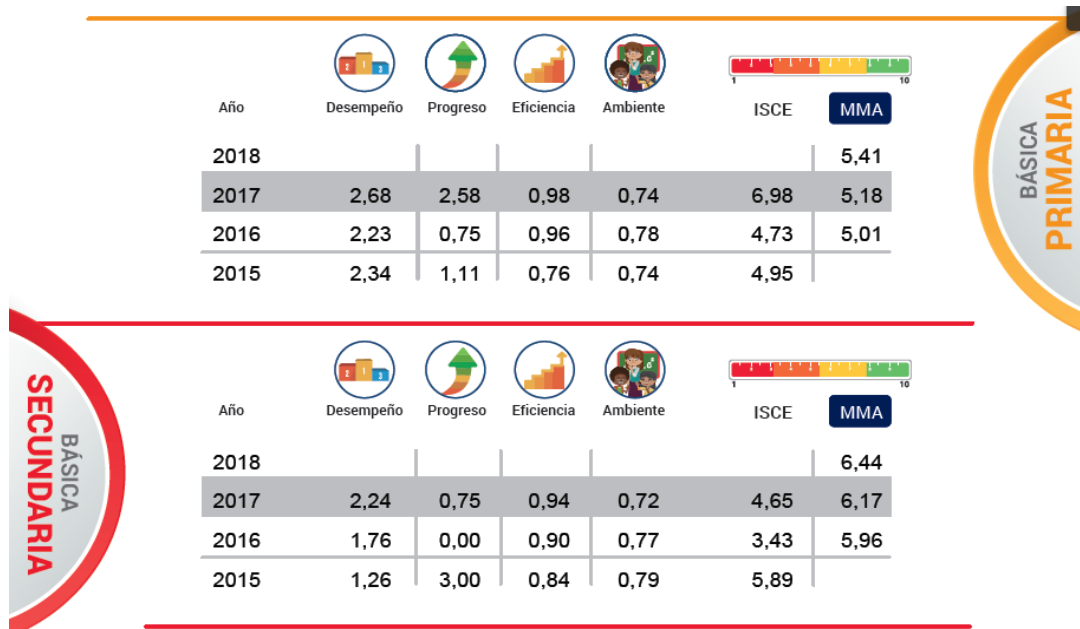 1 10
Año Desempeño Progreso Eficiencia Ambiente ISCE MMA
2018 5,41
2017 2,68 2,58 0,98 0,74 6,98 5,18
2016 2,23 0,75 0,96 0,78 4,73 5,01
2015 2,34 1,11 0,76 0,74 4,95
BÁSICA
PRIMARIA
1 10
Año Desempeño Progreso Eficiencia Ambiente ISCE MMA
2018 6,44
2017 2,24 0,75 0,94 0,72 4,65 6,17
2016 1,76 0,00 0,90 0,77 3,43 5,96
2015 1,26 3,00 0,84 0,79 5,89
BÁSICA
SECUNDARIA